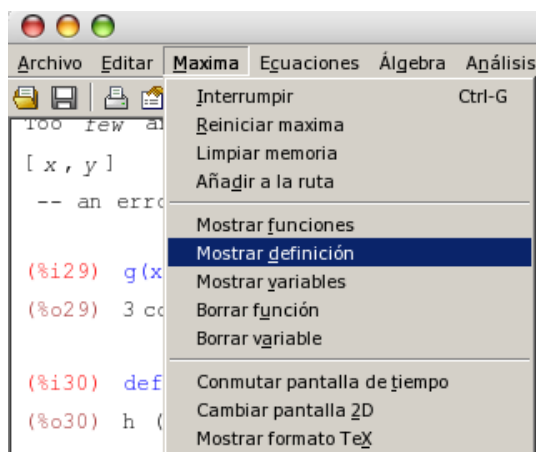 Archivo Editar Maxima Ecuaciones Álgebra Análisis
Interrumpir Ctrl-G
Reiniciar maxima
Limpiar memoria
Añadir a la ruta
Mostrar funciones
Mostrar definición
Mostrar variables
Borrar función
Borrar variable
Conmutar pantalla de tiempo
Cambiar pantalla 2D
Mostrar formato TeX
Too few
[ x , y ]
-- an
(%i29) g(x
(%o29) 3
(%i30)
(%o30) h (